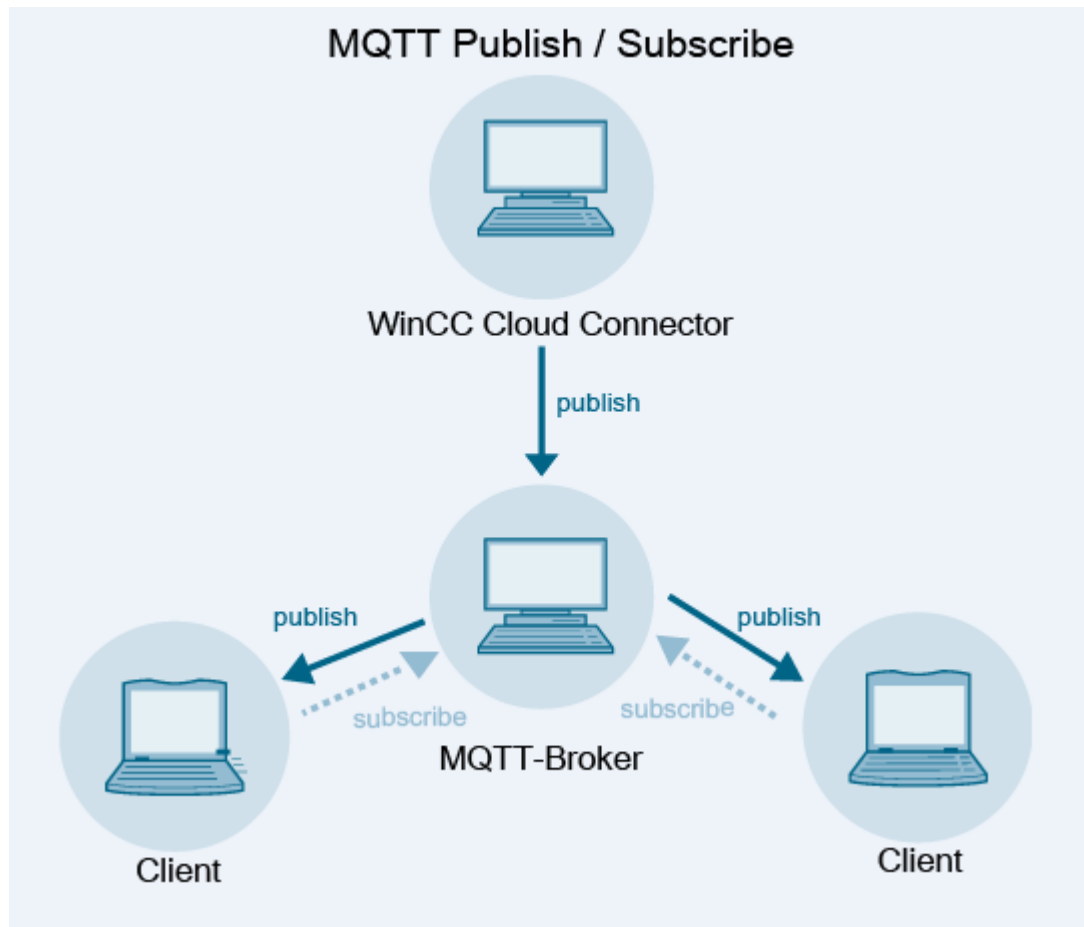 MQTT Publish / Subscribe
WinCC Cloud Connector
publish
publish
publish
subscribe
subscribe
MQTT-Broker
Client
Client